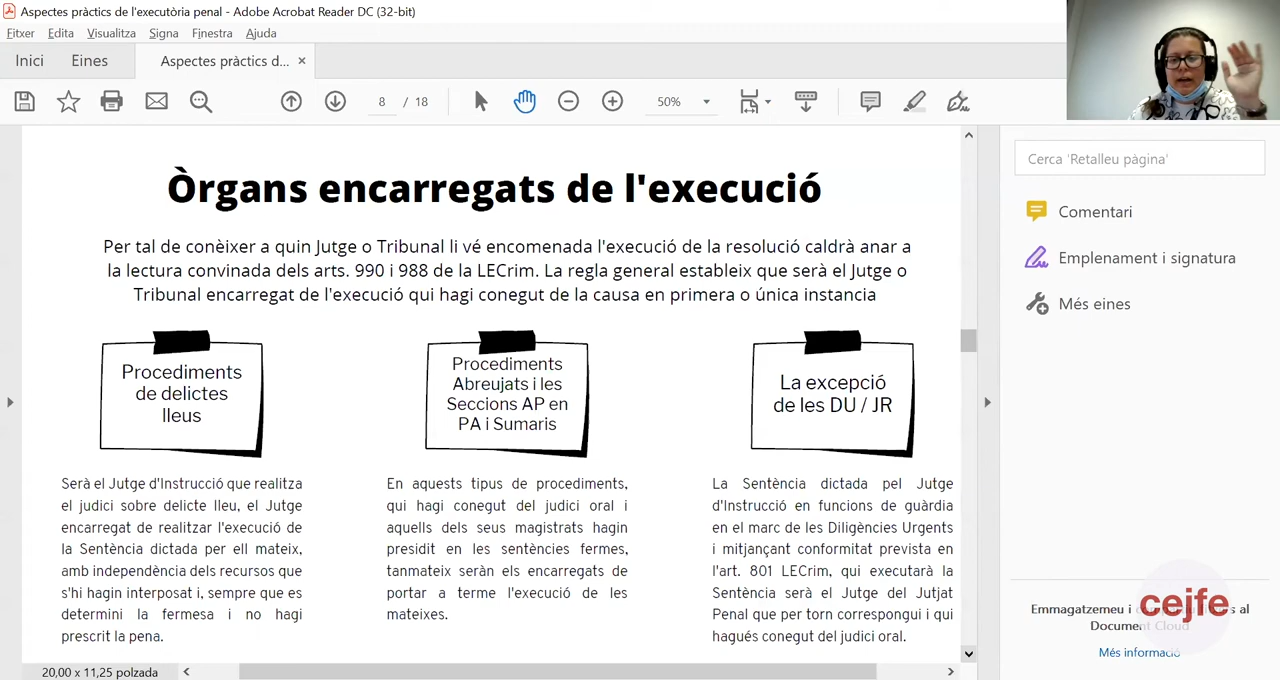 Aspectes pràctics de l'executòria penal - Adobe Acrobat Reader DC (32-bit)
Fitxer Edita Visualitza Signa Finestra Ajuda
Inici Eines Aspectes pràctics d... ×
8 / 18 50%
Òrgans encarregats de l'execució
Per tal de conèixer a quin Jutge o Tribunal li vé encomenada l'execució de la resolució caldrà anar a
la lectura convinada dels arts. 990 i 988 de la LECrim. La regla general estableix que serà el Jutge o
Tribunal encarregat de l'execució qui hagi conegut de la causa en primera o única instancia
Procediments
de delictes
lleus
Serà el Jutge d'Instrucció que realitza
el judici sobre delicte lleu, el Jutge
encarregat de realitzar l'execució de
la Sentència dictada per ell mateix,
amb independència dels recursos que
s'hi hagin interposat i, sempre que es
determini la fermesa i no hagi
prescrit la pena.
Procediments
Abreujats i les
Seccions AP en
PA i Sumaris
En aquests tipus de procediments,
qui hagi conegut del judici oral i
aquells dels seus magistrats hagin
presidit en les sentències fermes,
tanmateix seràn els encarregats de
portar a terme l'execució de les
mateixes.
La excepció
de les DU / JR
La Sentència dictada pel Jutge
d'Instrucció en funcions de guàrdia
en el marc de les Diligències Urgents
i mitjançant conformitat prevista en
l'art. 801 LECrim, qui executarà la
Sentència serà el Jutge del Jutjat
Penal que per torn correspongui i qui
hagués conegut del judici oral.
20,00 x 11,25 polzada
Cerca 'Retalleu pàgina'
Comentari
Emplenament i signatura
Més eines
cejfe
Emmagatzemeu i al
Document Cloud
Més informació